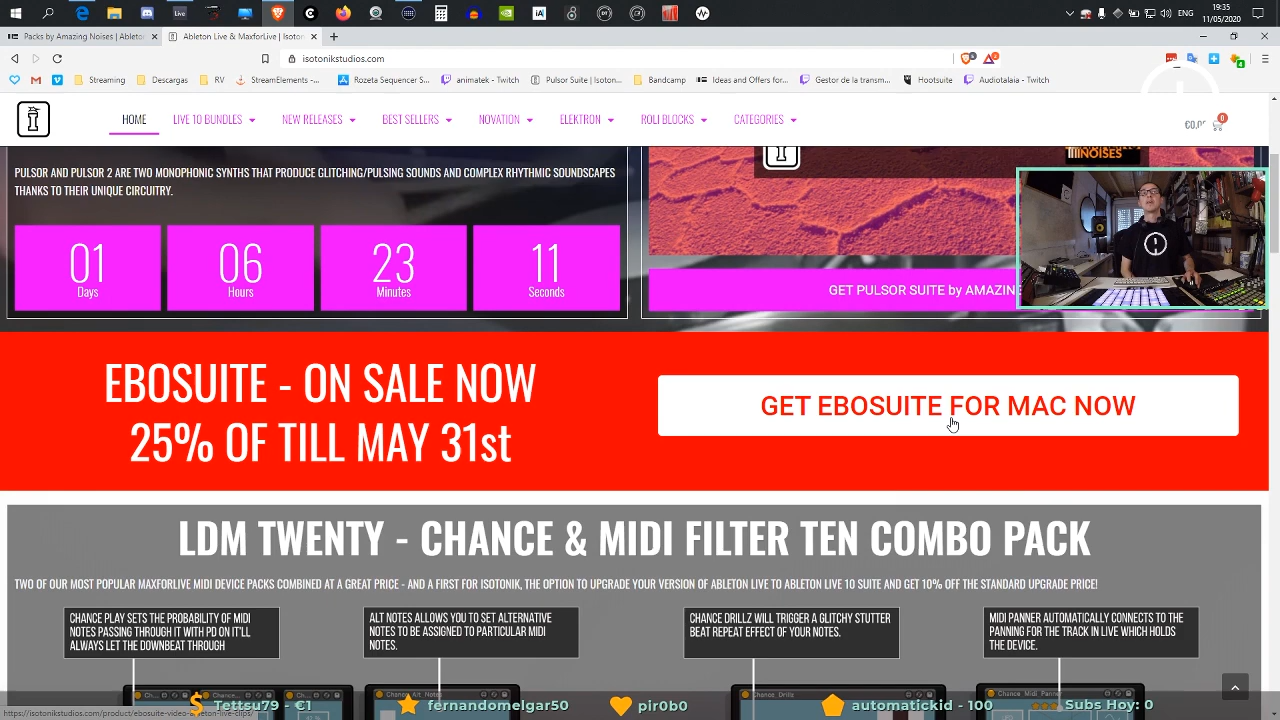 19:35
ENG
11/05/2020
Packs by Amazing Noises | Ableton
Ableton Live & MaxforLive | Isoton
isotonikstudios.com
Streaming
Descargas
RV
StreamElements -...
Rozeta Sequencer S...
animatek - Twitch
Pulsor Suite | Isoton...
Bandcamp
Ideas and Offers for...
Gestor de la transm...
Hootsuite
Audiotalaia - Twitch
HOME
LIVE 10 BUNDLES
NEW RELEASES
BEST SELLERS
NOVATION
ELEKTRON
ROLI BLOCKS
CATEGORIES
€0,00
0
PULSOR AND PULSOR 2 ARE TWO MONOPHONIC SYNTHS THAT PRODUCE GLITCHING/PULSING SOUNDS AND COMPLEX RHYTHMIC SOUNDSCAPES
THANKS TO THEIR UNIQUE CIRCUITRY.
NOISES
01
Days
06
Hours
23
Minutes
11
Seconds
GET PULSOR SUITE by AMAZIN
EBOSUITE - ON SALE NOW
25% OF TILL MAY 31st
GET EBOSUITE FOR MAC NOW
LDM TWENTY - CHANCE & MIDI FILTER TEN COMBO PACK
TWO OF OUR MOST POPULAR MAXFORLIVE MIDI DEVICE PACKS COMBINED AT A GREAT PRICE - AND A FIRST FOR ISOTONIK, THE OPTION TO UPGRADE YOUR VERSION OF ABLETON LIVE TO ABLETON LIVE 10 SUITE AND GET 10% OFF THE STANDARD UPGRADE PRICE!
CHANCE PLAY SETS THE PROBABILITY OF MIDI
NOTES PASSING THROUGH IT WITH PD ON IT'LL
ALWAYS LET THE DOWNBEAT THROUGH
ALT NOTES ALLOWS YOU TO SET ALTERNATIVE
NOTES TO BE ASSIGNED TO PARTICULAR MIDI
NOTES.
CHANCE DRILLZ WILL TRIGGER A GLITCHY STUTTER
BEAT REPEAT EFFECT OF YOUR NOTES.
MIDI PANNER AUTOMATICALLY CONNECTS TO THE
PANNING FOR THE TRACK IN LIVE WHICH HOLDS
THE DEVICE.
Chance_Alt_Notes
Chance_Drillz
Chance_Midi_Panner
Tettsu79 - €1
fernandomelgar50
pir0b0
automatickid - 100
Subs Hoy: 0
https://isotonikstudios.com/product/ebosuite-video-ableton-live-clips/